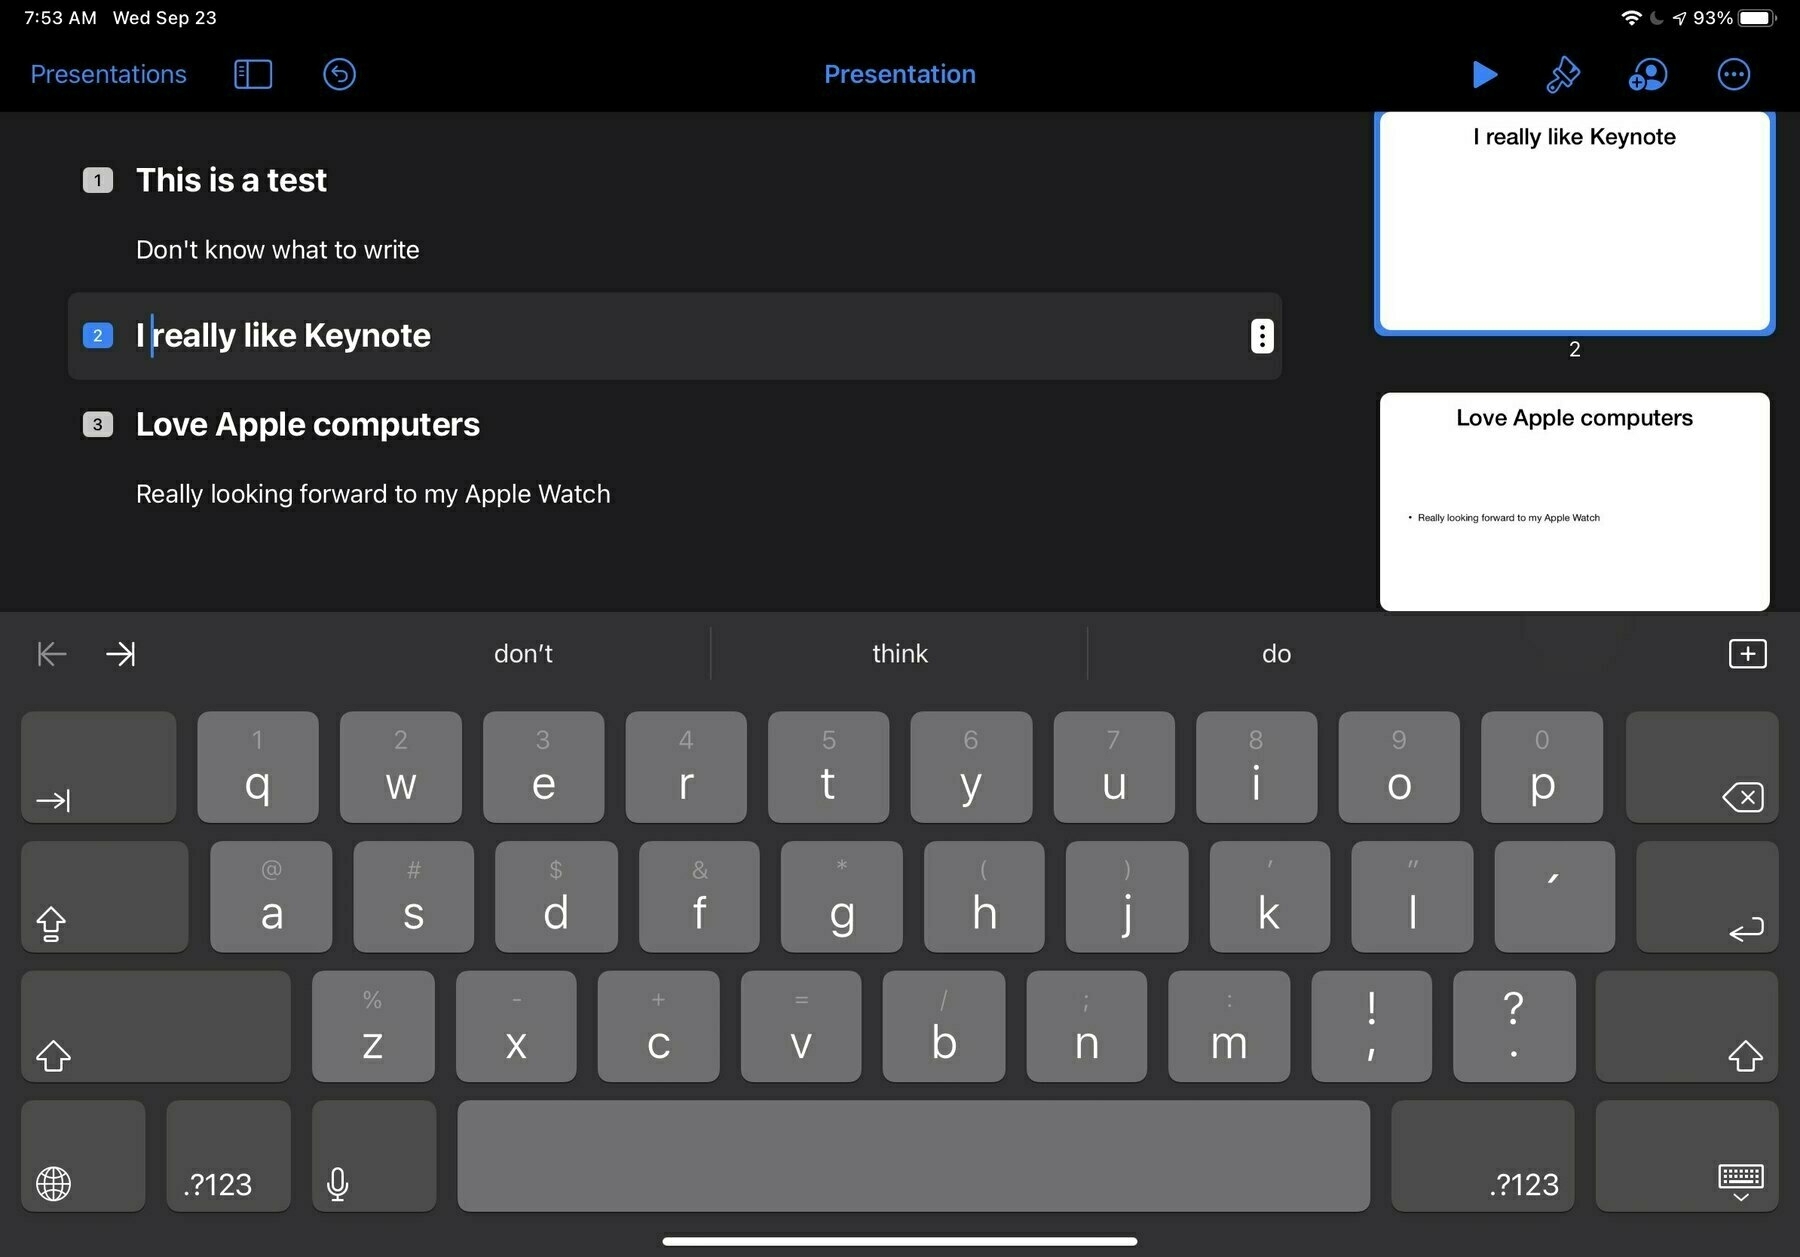 7:53 AM Wed Sep 23
93%
Presentations
Presentation
1 This is a test
Don't know what to write
2 I really like Keynote
3 Love Apple computers
Really looking forward to my Apple Watch
I really like Keynote
2
Love Apple computers
• Really looking forward to my Apple Watch
don't think do
1 2 3 4 5 6 7 8 9 0
q w e r t y u i o p
@ # $ & * ( ) ' "
a s d f g h j k l ´
% - + = / ; : ! ?
z x c v b n m , .
.?123 .?123